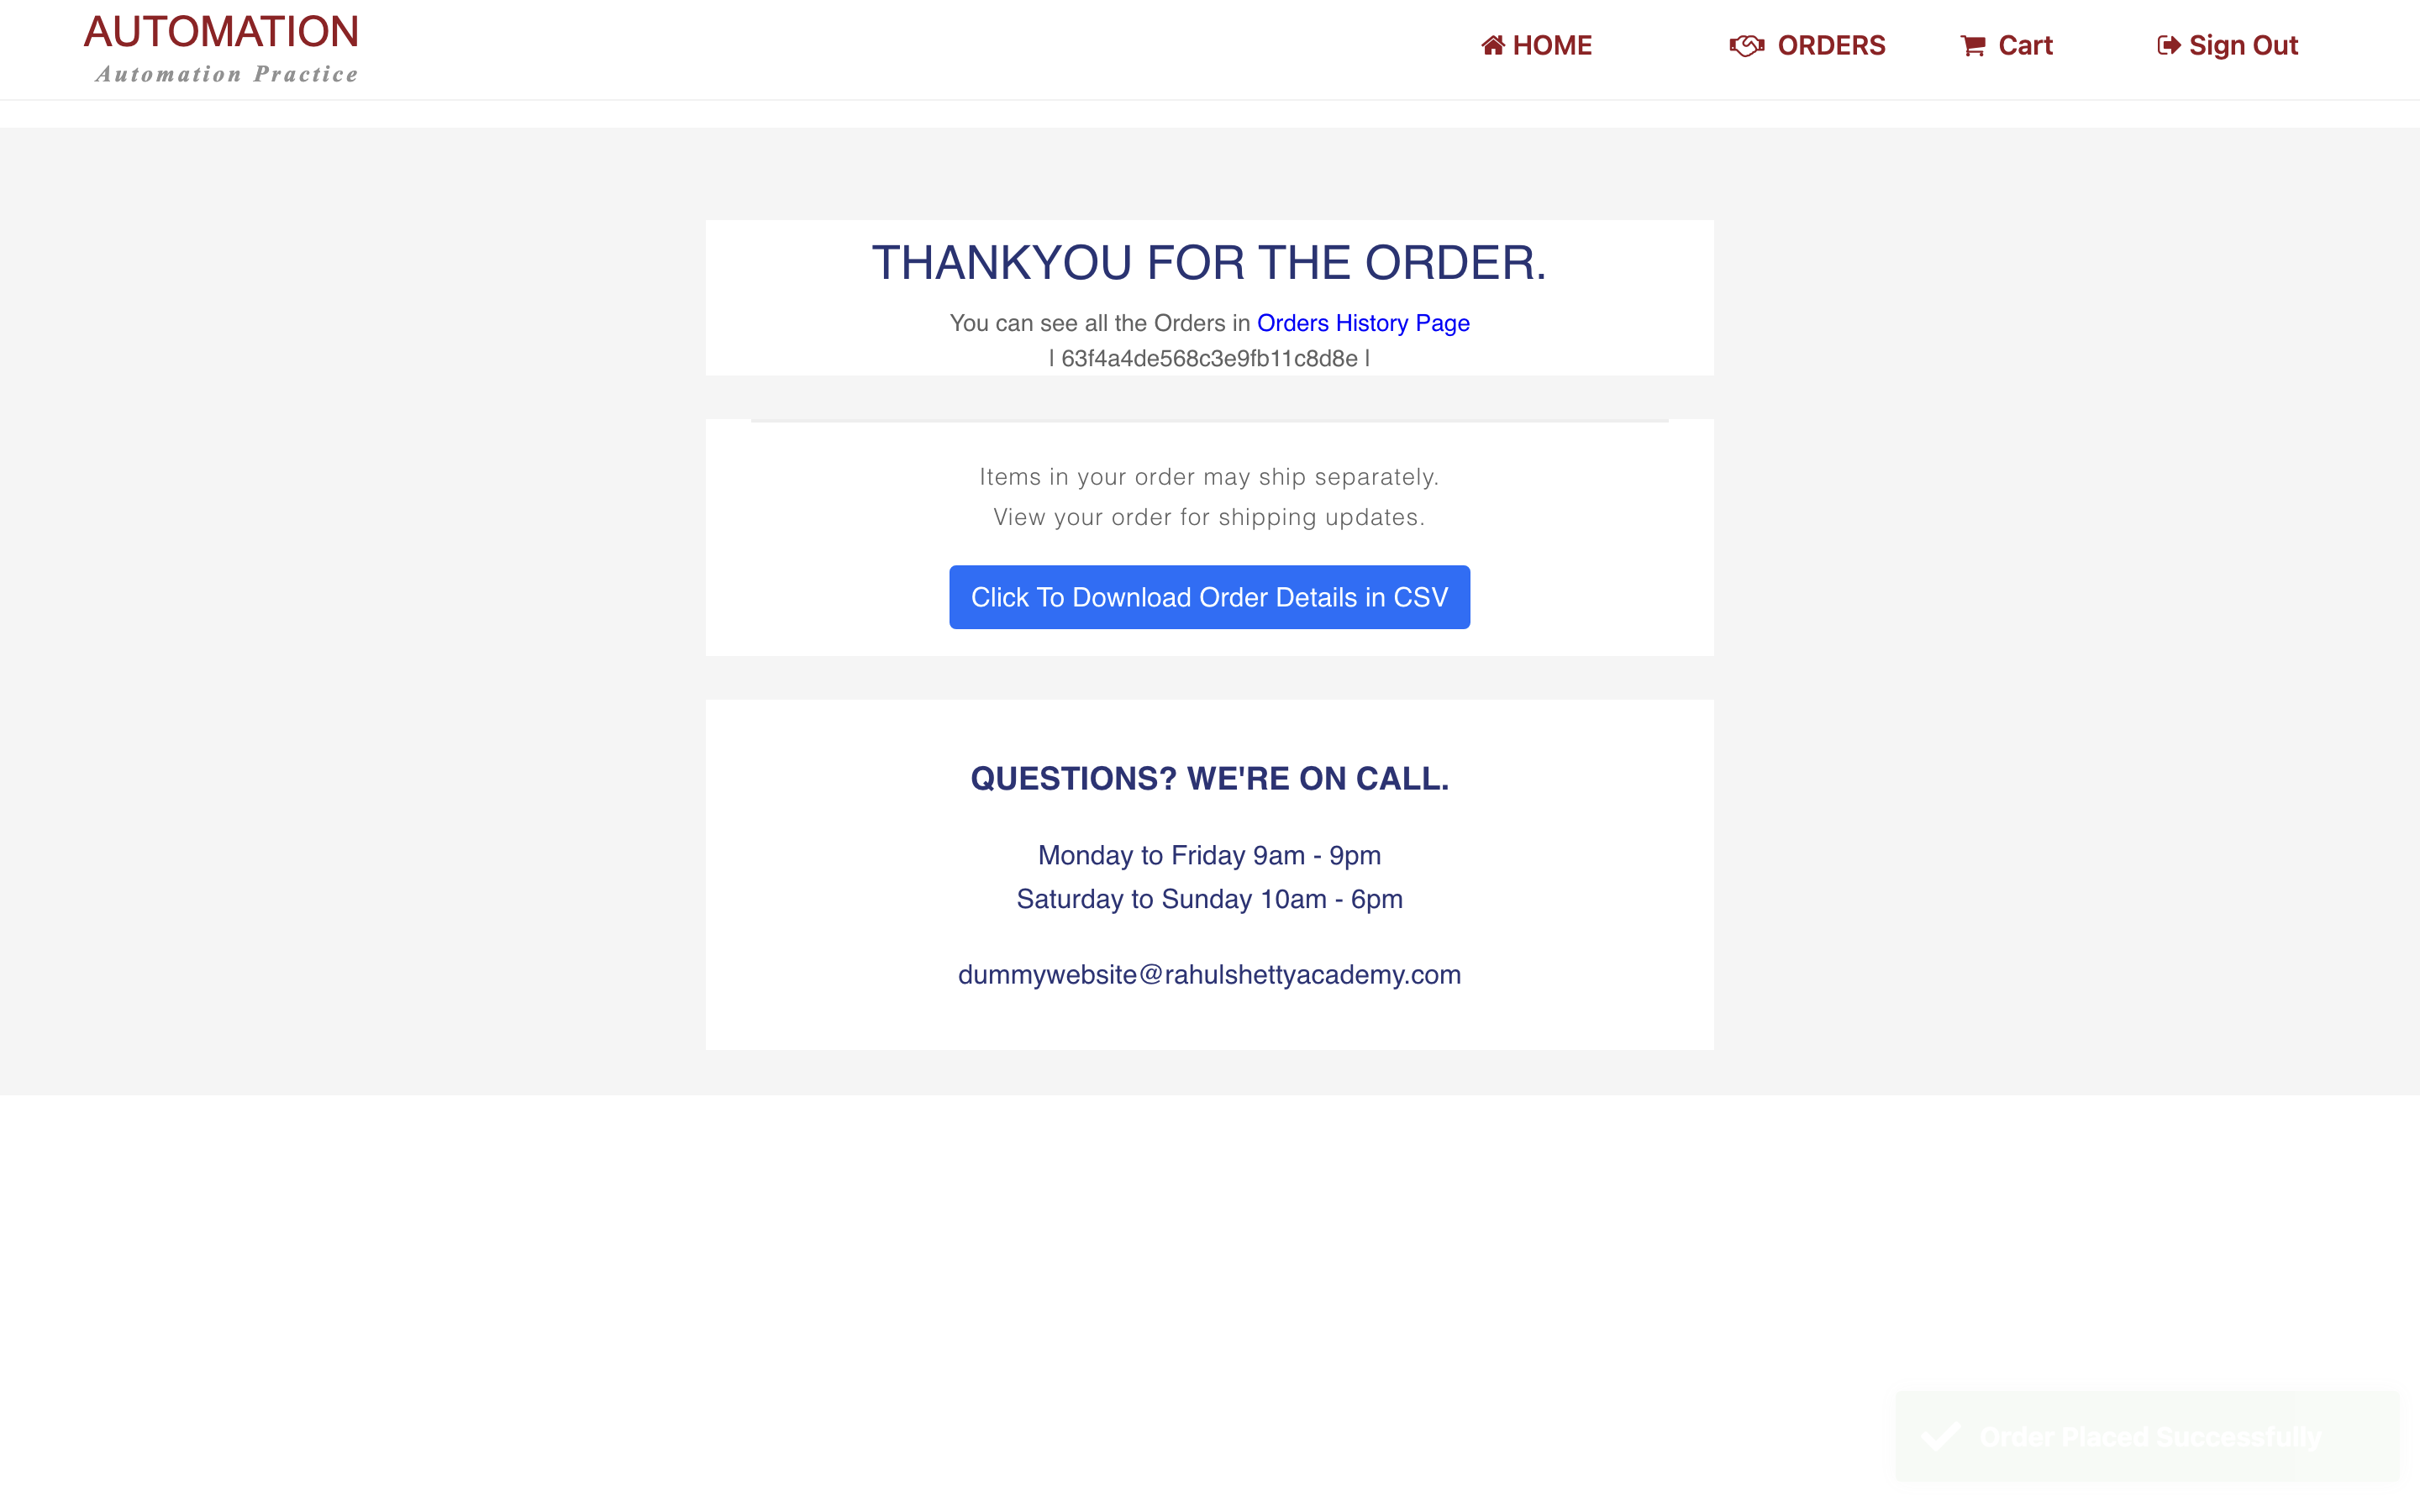 AUTOMATION
Automation Practice
HOME
ORDERS
Cart
Sign Out
THANKYOU FOR THE ORDER.
You can see all the Orders in Orders History Page
| 63f4a4de568c3e9fb11c8d8e |
Items in your order may ship separately.
View your order for shipping updates.
Click To Download Order Details in CSV
QUESTIONS? WE'RE ON CALL.
Monday to Friday 9am - 9pm
Saturday to Sunday 10am - 6pm
dummywebsite@rahulshettyacademy.com
Order Placed Successfully